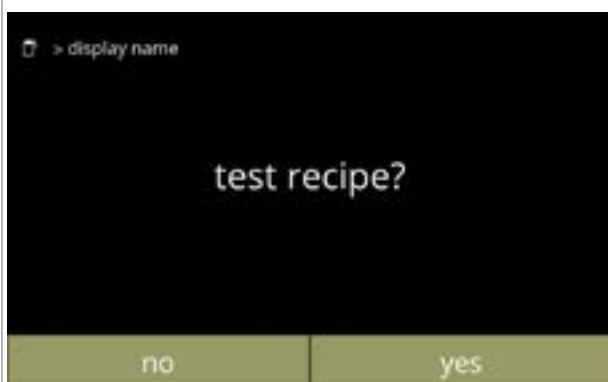 > display name
test recipe?
no yes